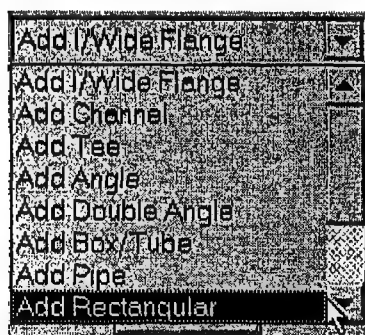 Add I/Wide Flange
Add I/Wide Flange
Add Channel
Add Tee
Add Angle
Add Double Angle
Add Box/Tube
Add Pipe
Add Rectangular